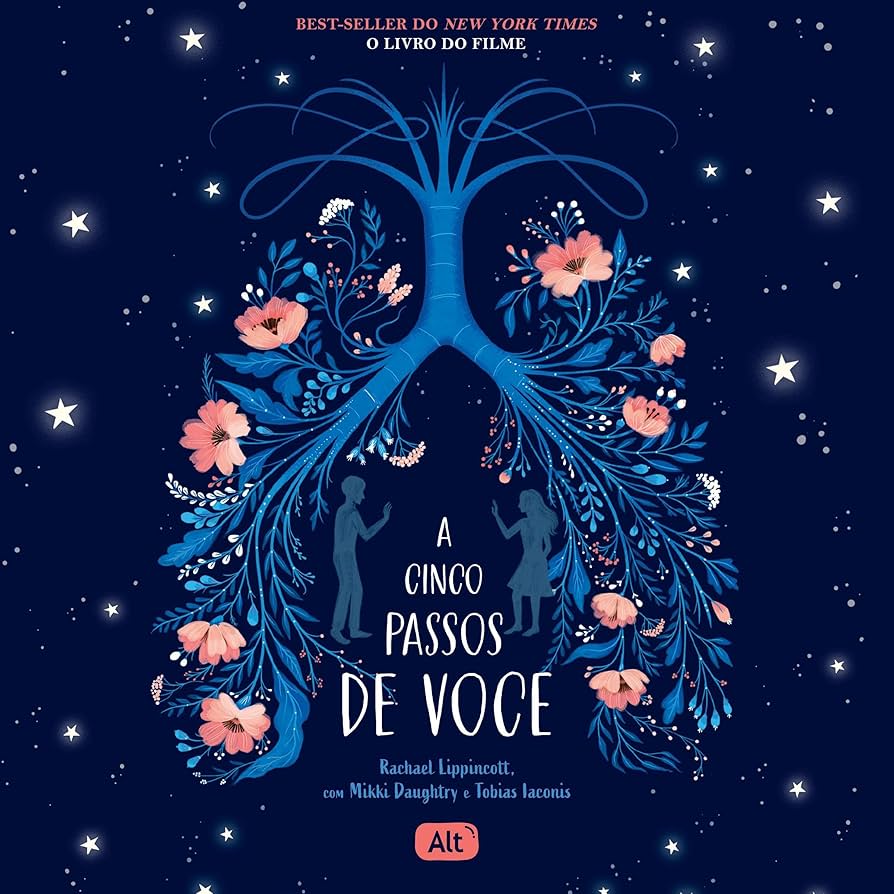 BEST-SELLER DO NEW YORK TIMES
O LIVRO DO FILME
A
CINCO
PASSOS
DE VOCE
Rachael Lippincott,
com Mikki Daughtry e Tobias Iaconis
Alt